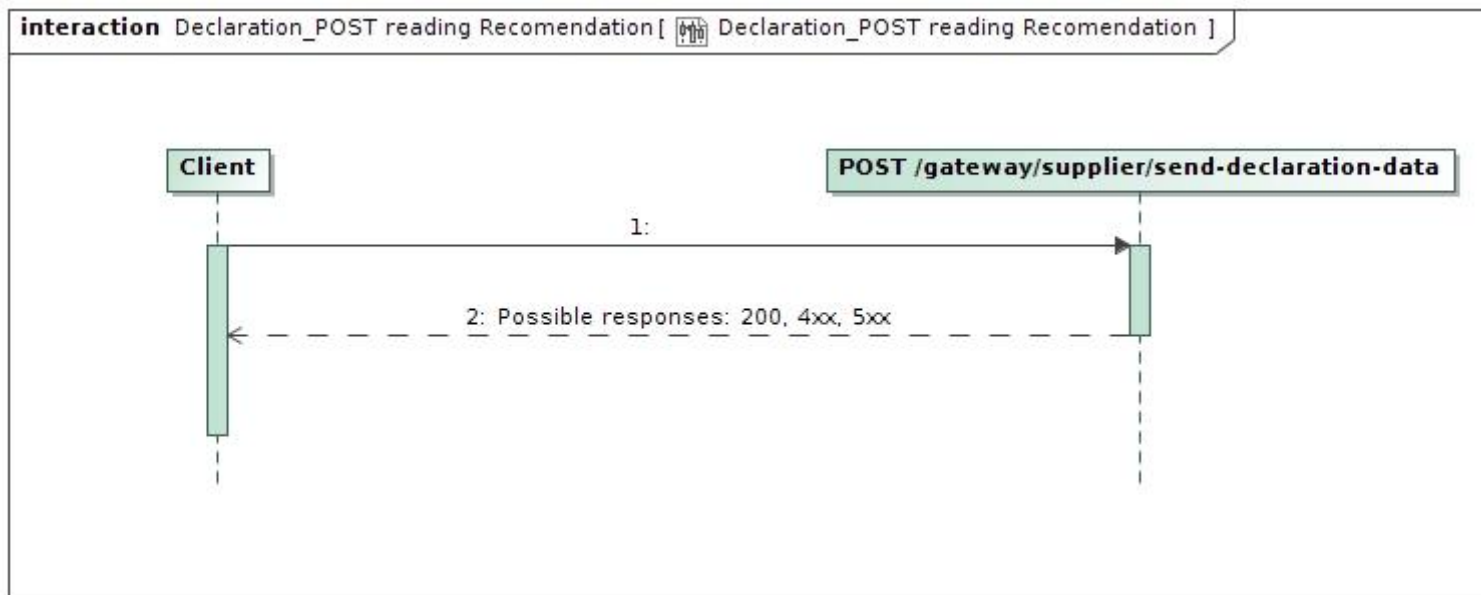 interaction Declaration_POST reading Recomendation[ Declaration_POST reading Recomendation ]
Client
POST /gateway/supplier/send-declaration-data
1:
2: Possible responses: 200, 4xx, 5xx